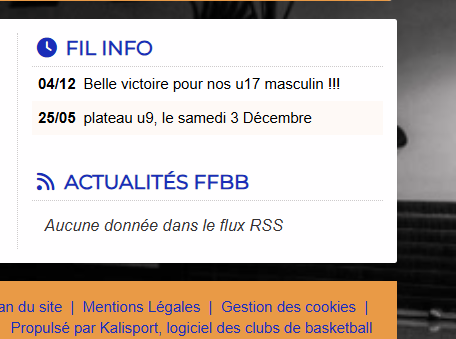 FIL INFO
04/12 Belle victoire pour nos u17 masculin !!!
25/05 plateau u9, le samedi 3 Décembre
ACTUALITÉS FFBB
Aucune donnée dans le flux RSS
du site | Mentions Légales | Gestion des cookies |
Propulsé par Kalisport, logiciel des clubs de basketball